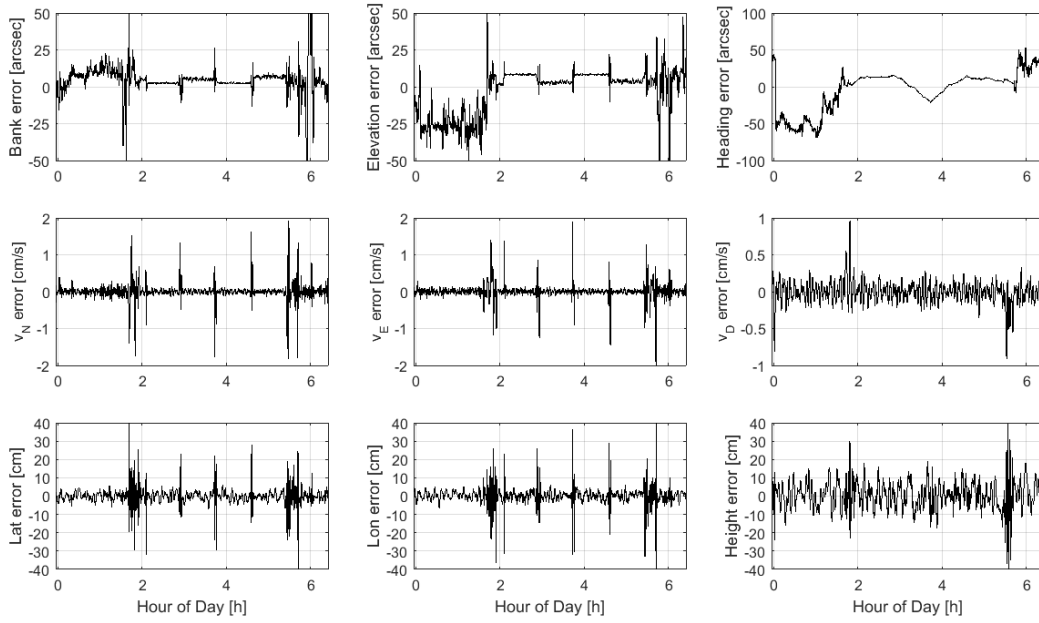 Bank error [arcsec]
50
25
0
-25
-50
0 2 4 6
Elevation error [arcsec]
50
25
0
-25
-50
0 2 4 6
Heading error [arcsec]
100
50
0
-50
-100
0 2 4 6
v_N error [cm/s]
2
1
0
-1
-2
0 2 4 6
v_E error [cm/s]
2
1
0
-1
-2
0 2 4 6
v_D error [cm/s]
1
0.5
0
-0.5
-1
0 2 4 6
Lat error [cm]
40
30
20
10
0
-10
-20
-30
-40
0 2 4 6
Hour of Day [h]
Lon error [cm]
40
30
20
10
0
-10
-20
-30
-40
0 2 4 6
Hour of Day [h]
Height error [cm]
40
30
20
10
0
-10
-20
-30
-40
0 2 4 6
Hour of Day [h]